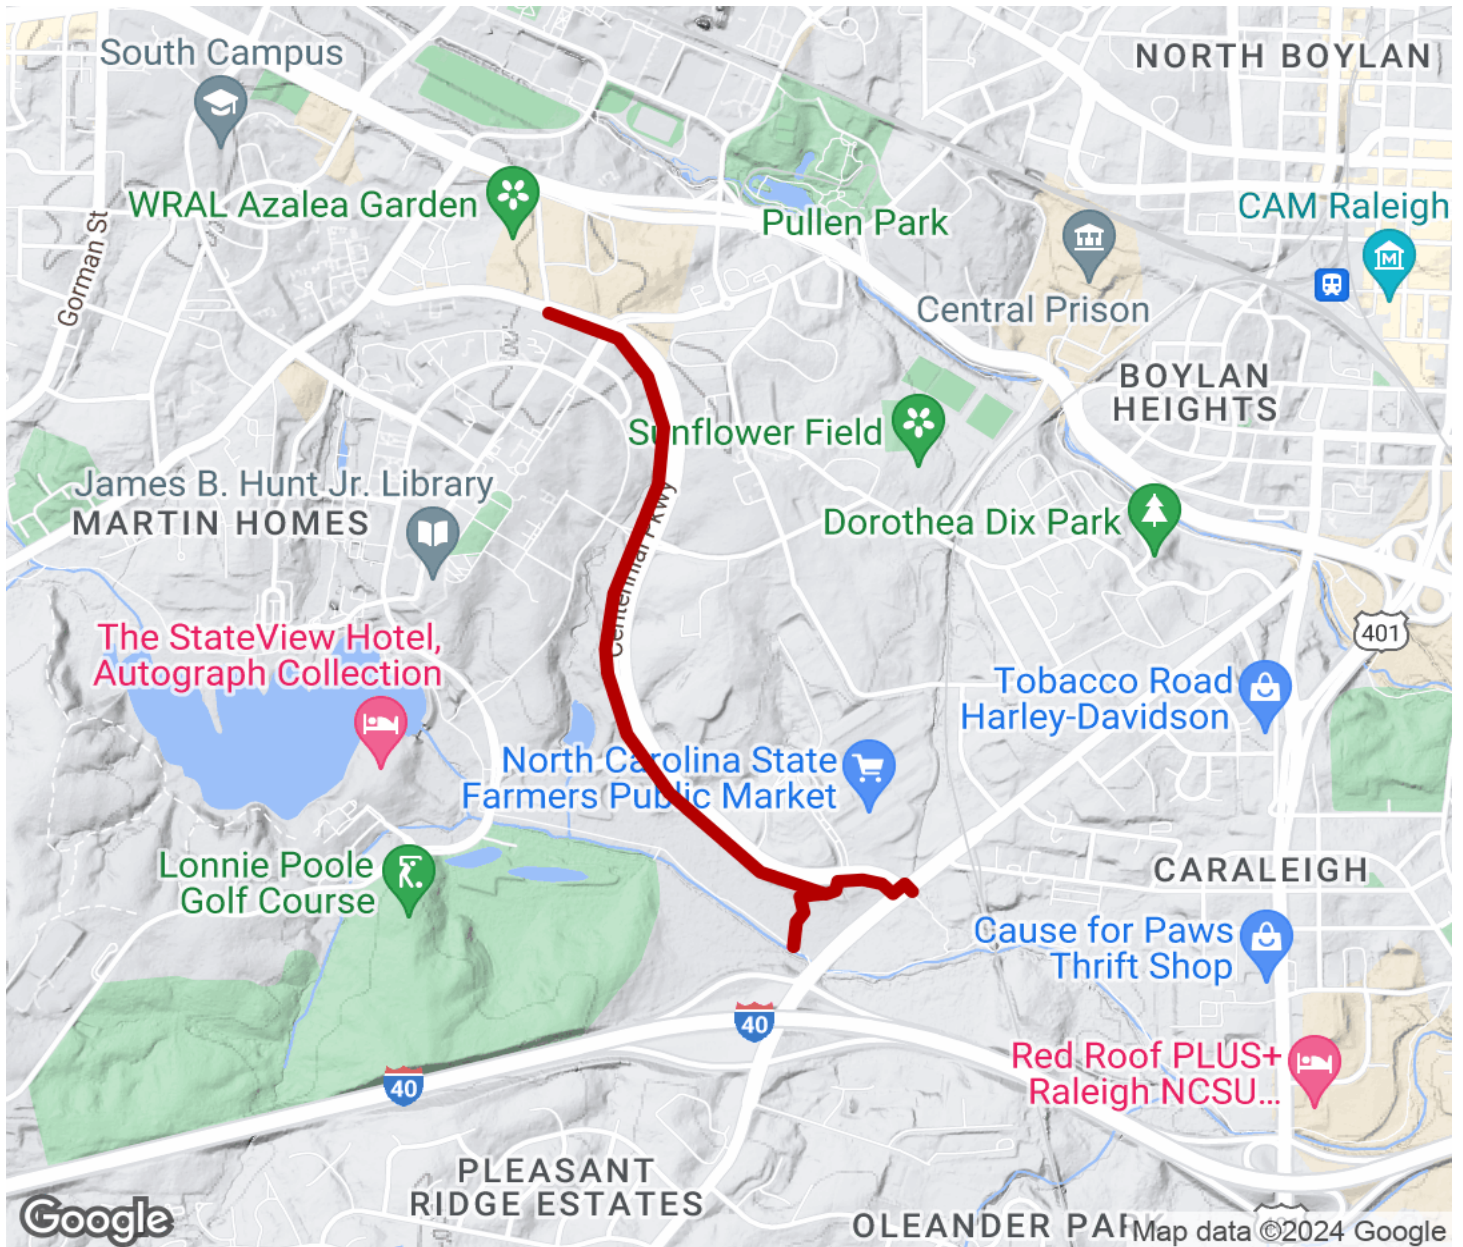 South Campus
NORTH BOYLAN
WRAL Azalea Garden
Pullen Park
CAM Raleigh
Gorman St
Central Prison
BOYLAN
HEIGHTS
Sunflower Field
James B. Hunt Jr. Library
MARTIN HOMES
Centennial Pkwy
Dorothea Dix Park
401
The StateView Hotel,
Autograph Collection
Tobacco Road
Harley-Davidson
North Carolina State
Farmers Public Market
Lonnie Poole
Golf Course
CARALEIGH
Cause for Paws
Thrift Shop
40
40
Red Roof PLUS+
Raleigh NCSU...
PLEASANT
RIDGE ESTATES
OLEANDER PARK
Google
Map data ©2024 Google